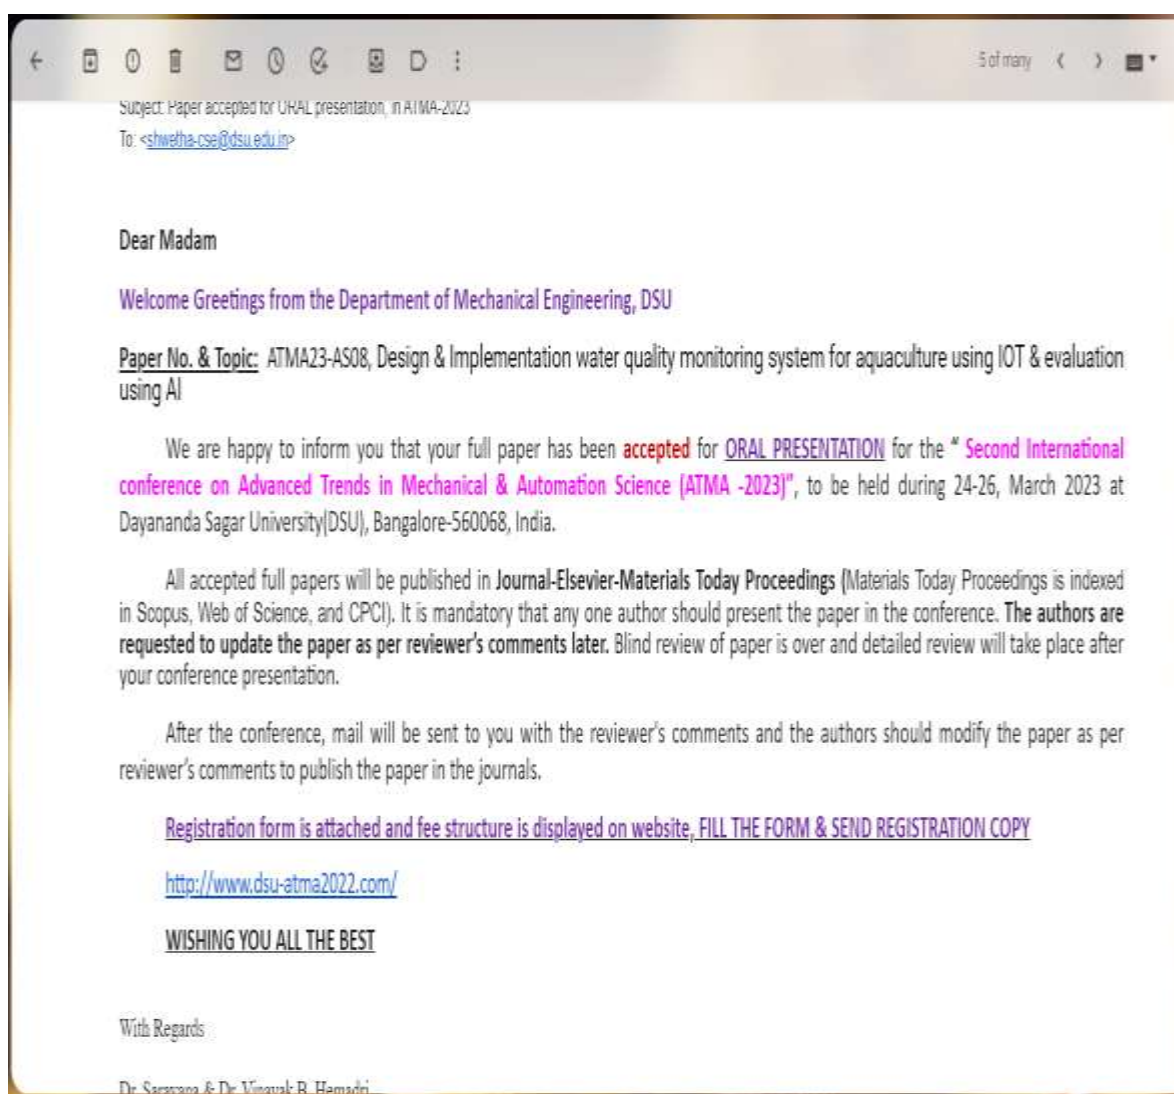 5 of many
Subject: Paper accepted for ORAL presentation, in ATMA-2023
To: <shwetha-cse@dsu.edu.in>
Dear Madam
Welcome Greetings from the Department of Mechanical Engineering, DSU
Paper No. & Topic: ATMA23-AS08, Design & Implementation water quality monitoring system for aquaculture using IOT & evaluation
using AI
We are happy to inform you that your full paper has been accepted for ORAL PRESENTATION for the “ Second International
conference on Advanced Trends in Mechanical & Automation Science (ATMA -2023)”, to be held during 24-26, March 2023 at
Dayananda Sagar University(DSU), Bangalore-560068, India.
All accepted full papers will be published in Journal-Elsevier-Materials Today Proceedings (Materials Today Proceedings is indexed
in Scopus, Web of Science, and CPCI). It is mandatory that any one author should present the paper in the conference. The authors are
requested to update the paper as per reviewer’s comments later. Blind review of paper is over and detailed review will take place after
your conference presentation.
After the conference, mail will be sent to you with the reviewer’s comments and the authors should modify the paper as per
reviewer’s comments to publish the paper in the journals.
Registration form is attached and fee structure is displayed on website, FILL THE FORM & SEND REGISTRATION COPY
http://www.dsu-atma2022.com/
WISHING YOU ALL THE BEST
With Regards
Dr. Saravana & Dr. Vinayak B. Hemadri